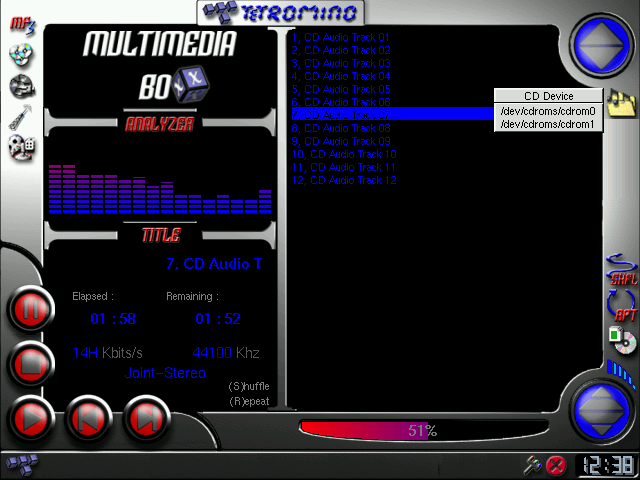 TETROMINO
MP3
MULTIMEDIA
BOX
ANALYZER
TITLE
7, CD Audio T
Elapsed :
Remaining :
01 :58
01 :52
14H Kbits/s
44100 Khz
Joint-Stereo
(S)huffle
(R)epeat
1, CD Audio Track 01
2, CD Audio Track 02
3, CD Audio Track 03
4, CD Audio Track 04
5, CD Audio Track 05
6, CD Audio Track 06
7, CD Audio Track 07
8, CD Audio Track 08
9, CD Audio Track 09
10, CD Audio Track 10
11, CD Audio Track 11
12, CD Audio Track 12
CD Device
/dev/cdroms/cdrom0
/dev/cdroms/cdrom1
SHFL
RPT
51%
12:38